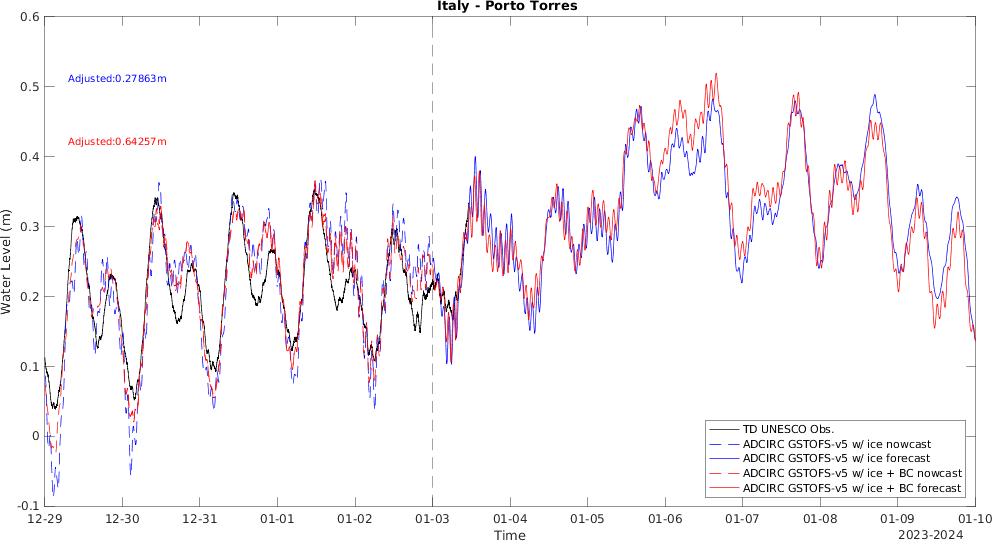 Italy - Porto Torres
Water Level (m)
0.6
0.5
0.4
0.3
0.2
0.1
0
-0.1
Adjusted:0.27863m
Adjusted:0.64257m
TD UNESCO Obs.
ADCIRC GSTOFS-v5 w/ ice nowcast
ADCIRC GSTOFS-v5 w/ ice forecast
ADCIRC GSTOFS-v5 w/ ice + BC nowcast
ADCIRC GSTOFS-v5 w/ ice + BC forecast
12-29 12-30 12-31 01-01 01-02 01-03 01-04 01-05 01-06 01-07 01-08 01-09 01-10
Time
2023-2024